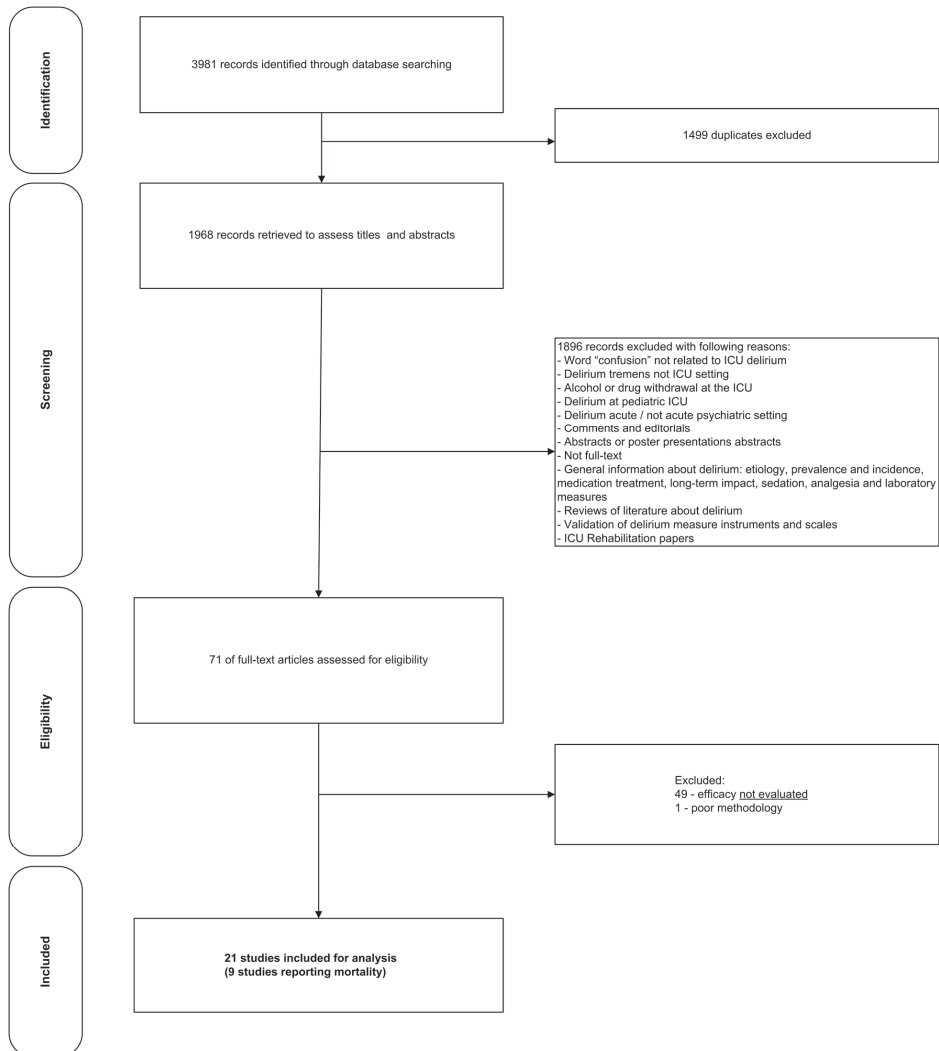 Identification
3981 records identified through database searching
1499 duplicates excluded
Screening
1968 records retrieved to assess titles and abstracts
1896 records excluded with following reasons:
- Word “confusion” not related to ICU delirium
- Delirium tremens not ICU setting
- Alcohol or drug withdrawal at the ICU
- Delirium at pediatric ICU
- Delirium acute / not acute psychiatric setting
- Comments and editorials
- Abstracts or poster presentations abstracts
- Not full-text
- General information about delirium: etiology, prevalence and incidence,
medication treatment, long-term impact, sedation, analgesia and laboratory
measures
- Reviews of literature about delirium
- Validation of delirium measure instruments and scales
- ICU Rehabilitation papers
Eligibility
71 of full-text articles assessed for eligibility
Excluded:
49 - efficacy not evaluated
1 - poor methodology
Included
21 studies included for analysis
(9 studies reporting mortality)